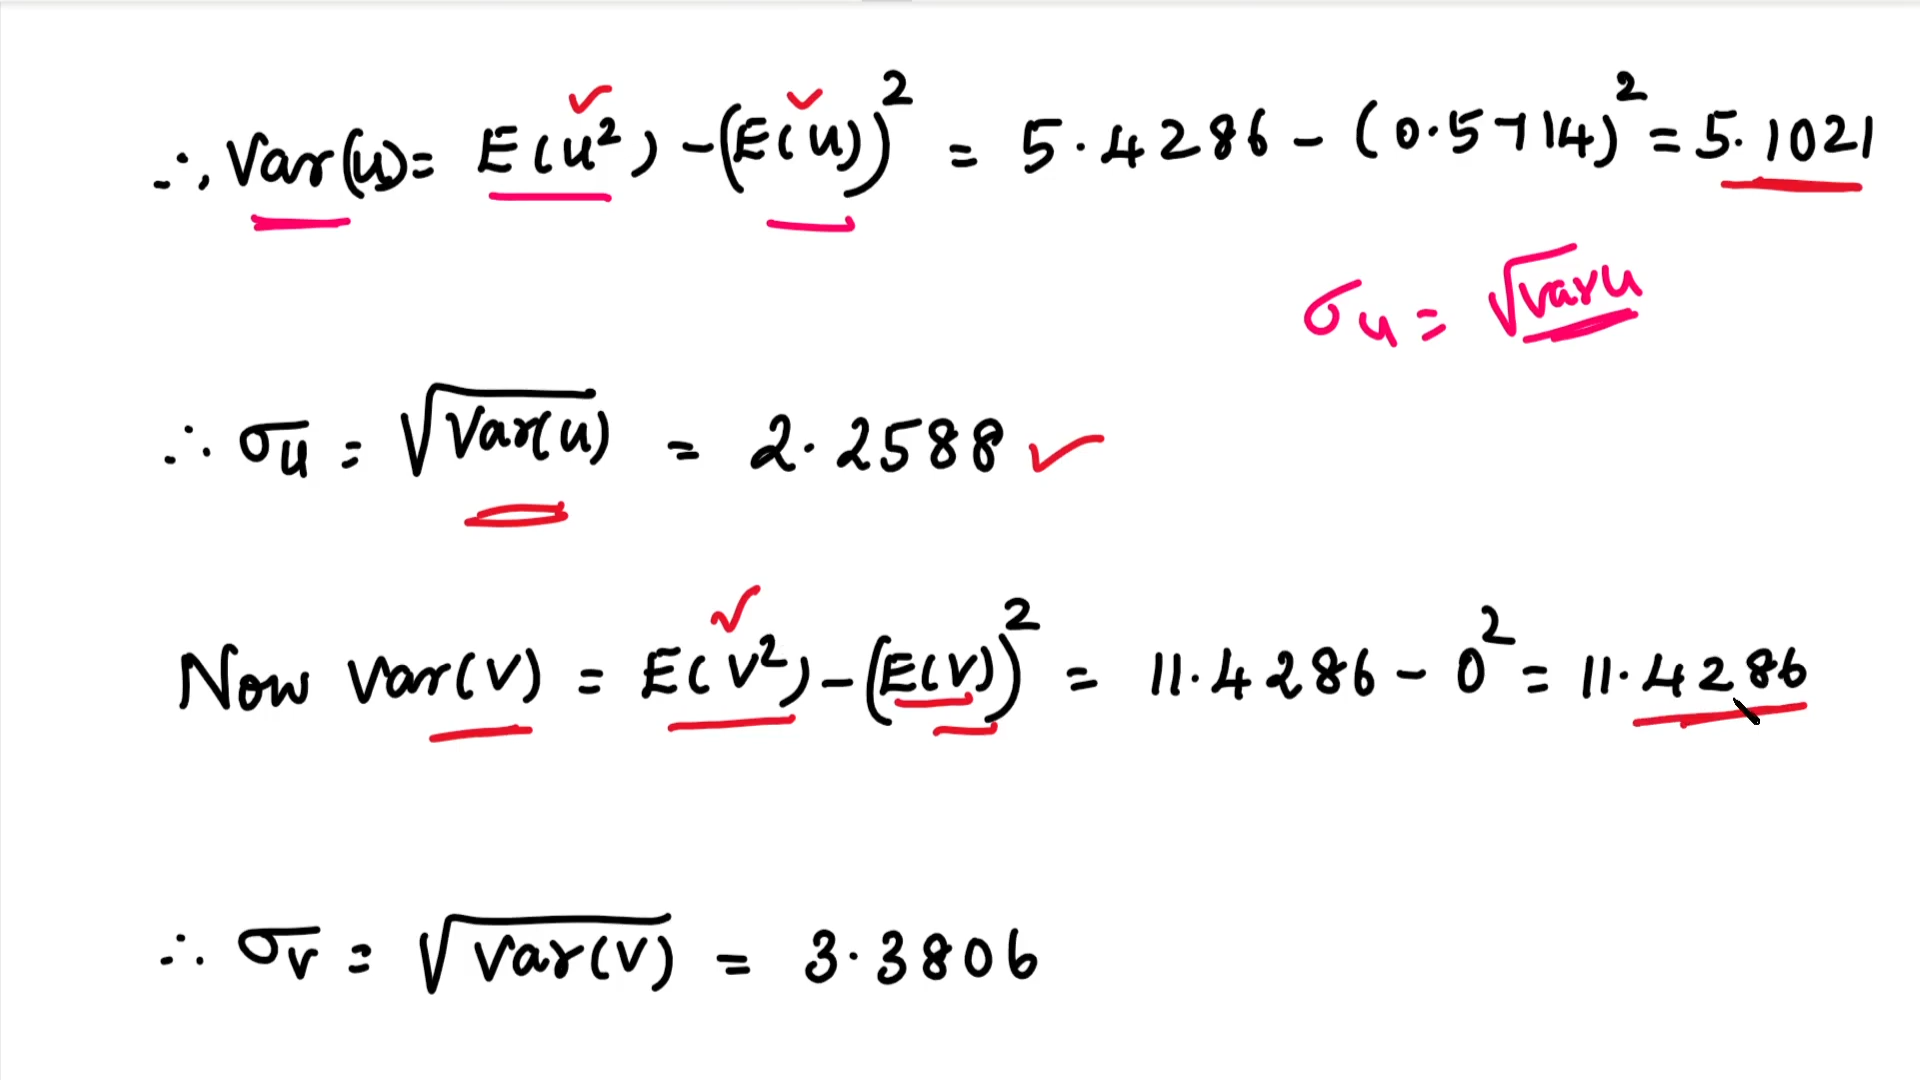 ∴, Var(u) = E(u²) - (E(u))² = 5.4286 - (0.5714)² = 5.1021
σu = √var u
∴ σu = √Var(u) = 2.2588
Now Var(V) = E(V²) - (E(V))² = 11.4286 - 0² = 11.4286
∴ σv = √Var(V) = 3.3806